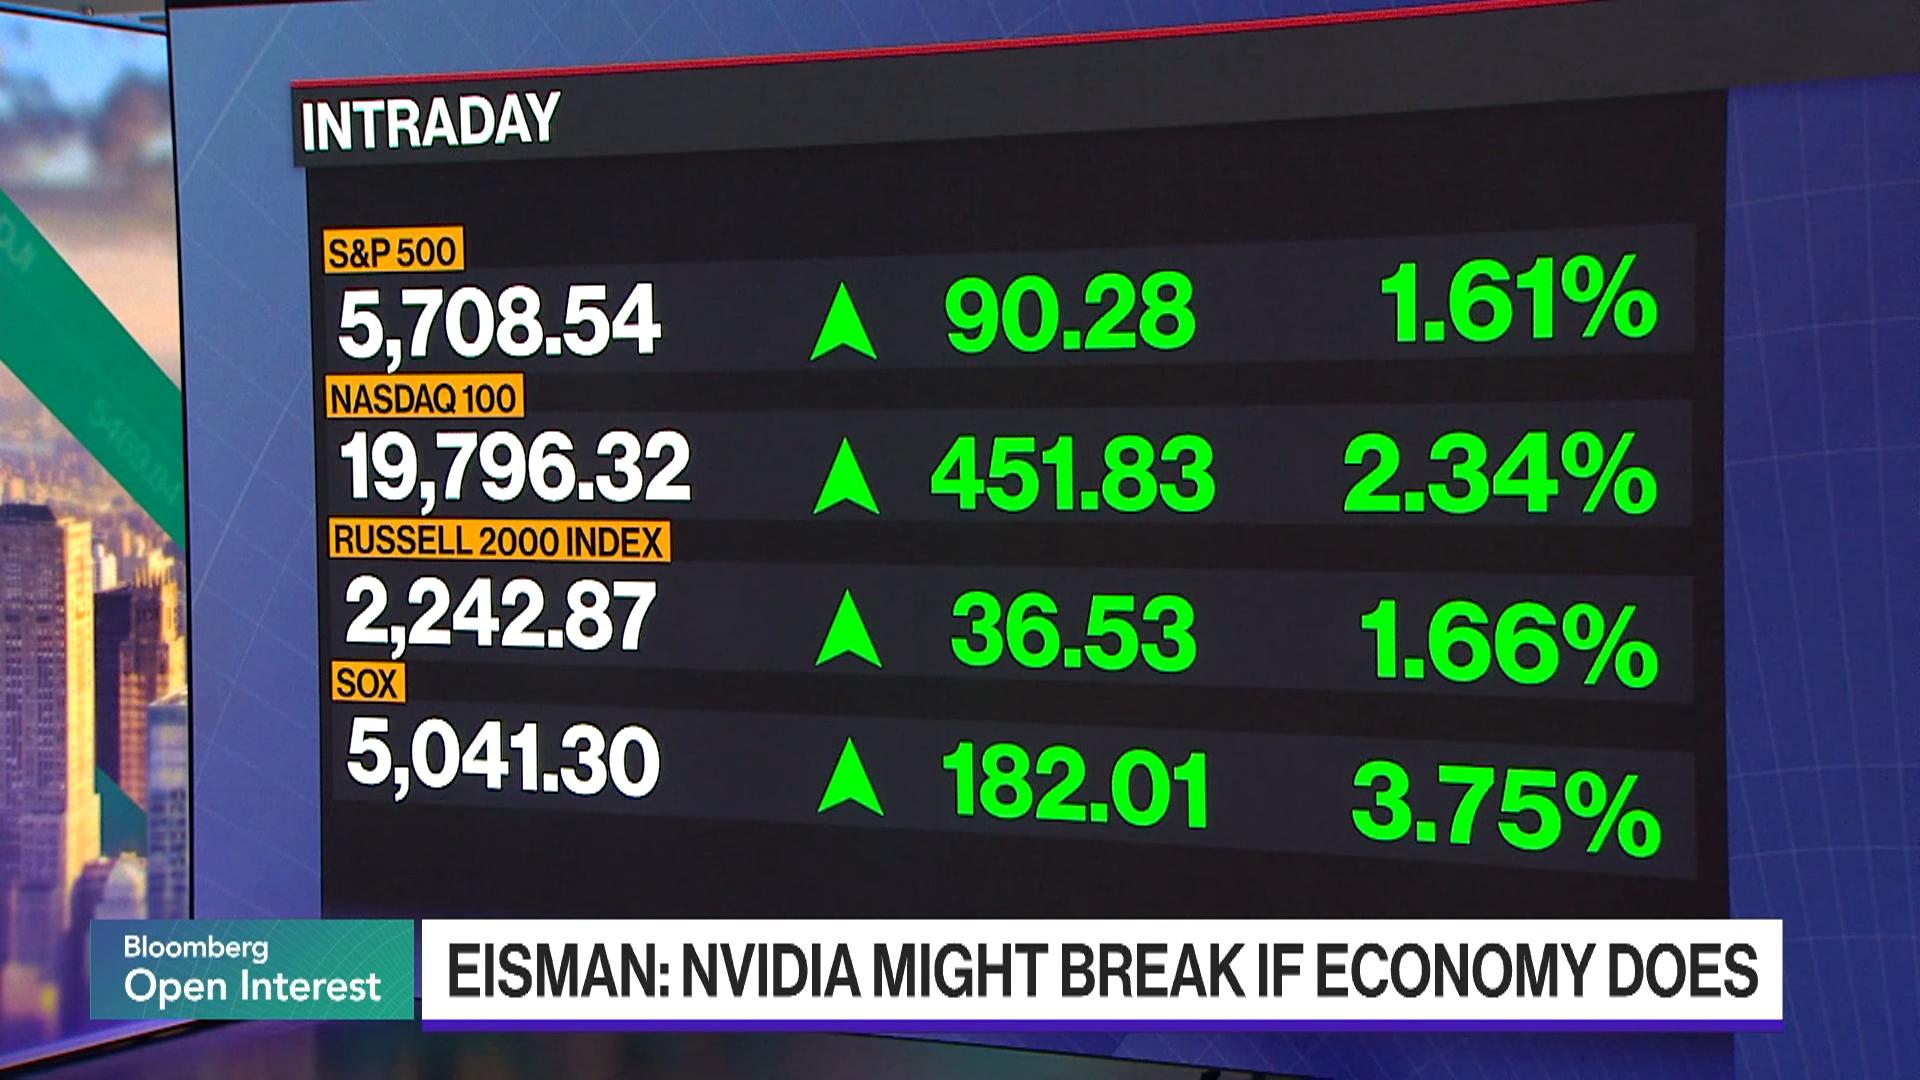 INTRADAY
S&P 500
5,708.54 90.28 1.61%
NASDAQ 100
19,796.32 451.83 2.34%
RUSSELL 2000 INDEX
2,242.87 36.53 1.66%
SOX
5,041.30 182.01 3.75%
Bloomberg
Open Interest
EISMAN: NVIDIA MIGHT BREAK IF ECONOMY DOES